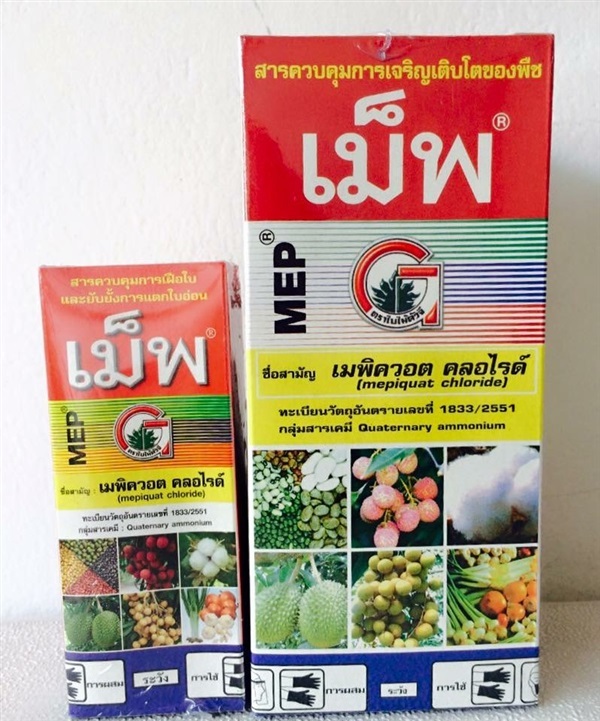 สารควบคุมการเฝือใบ
และยับยั้งการแตกใบอ่อน
เม็พ®
MEP®
G
ตราใบไม้ทิวลี่
ชื่อสามัญ : เมพิควอต คลอไรด์
(mepiquat chloride)
ทะเบียนวัตถุอันตรายเลขที่ 1833/2551
กลุ่มสารเคมี : Quaternary ammonium
การผสม
ระวัง
การใช้
สารควบคุมการเจริญเติบโตของพืช
เม็พ®
MEP®
G
ชื่อสามัญ เมพิควอต คลอไรด์
(mepiquat chloride)
ทะเบียนวัตถุอันตรายเลขที่ 1833/2551
กลุ่มสารเคมี Quaternary ammonium
การผสม
ระวัง
การใช้